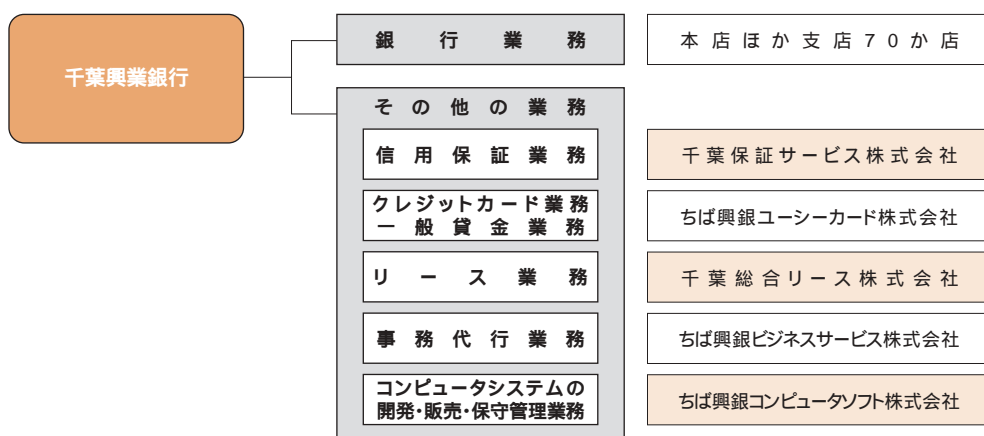 千葉興業銀行
銀行業務
本店ほか支店70か店
その他の業務
信用保証業務
千葉保証サービス株式会社
クレジットカード業務
一般貸金業務
ちば興銀ユーシーカード株式会社
リース業務
千葉総合リース株式会社
事務代行業務
ちば興銀ビジネスサービス株式会社
コンピュータシステムの
開発・販売・保守管理業務
ちば興銀コンピュータソフト株式会社